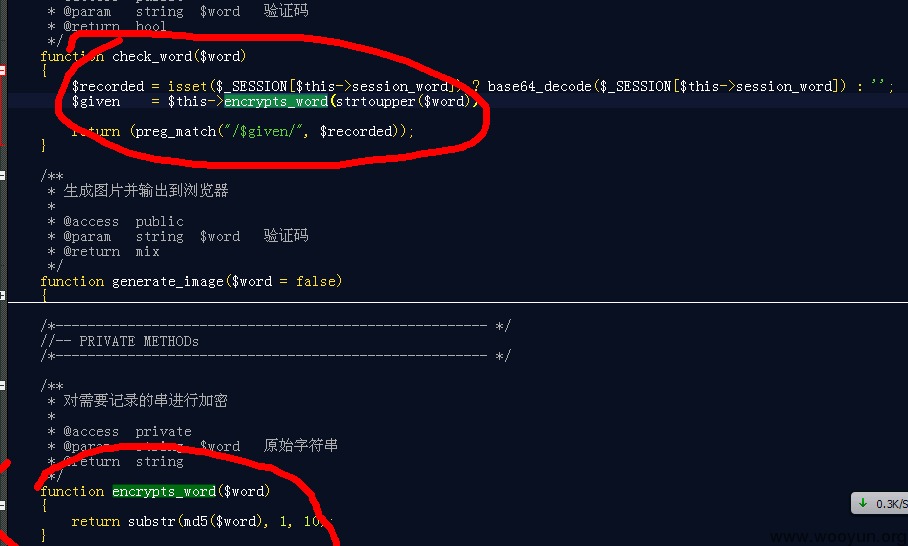 * @param string $word 验证码
* @return bool
*/
function check_word($word)
{
$recorded = isset($_SESSION[$this->session_word]) ? base64_decode($_SESSION[$this->session_word]) : '';
$given = $this->encrypts_word(strtoupper($word)
return (preg_match("/$given/", $recorded));
}
/**
* 生成图片并输出到浏览器
*
* @access public
* @param string $word 验证码
* @return mix
*/
function generate_image($word = false)
{
/*------------------------------------------------------ */
//-- PRIVATE METHODs
/*------------------------------------------------------ */
/**
* 对需要记录的串进行加密
*
* @access private
* @param string $word 原始字符串
* @return string
*/
function encrypts_word($word)
{
return substr(md5($word), 1, 10);
}
0.3K/S
www.wooyun.org